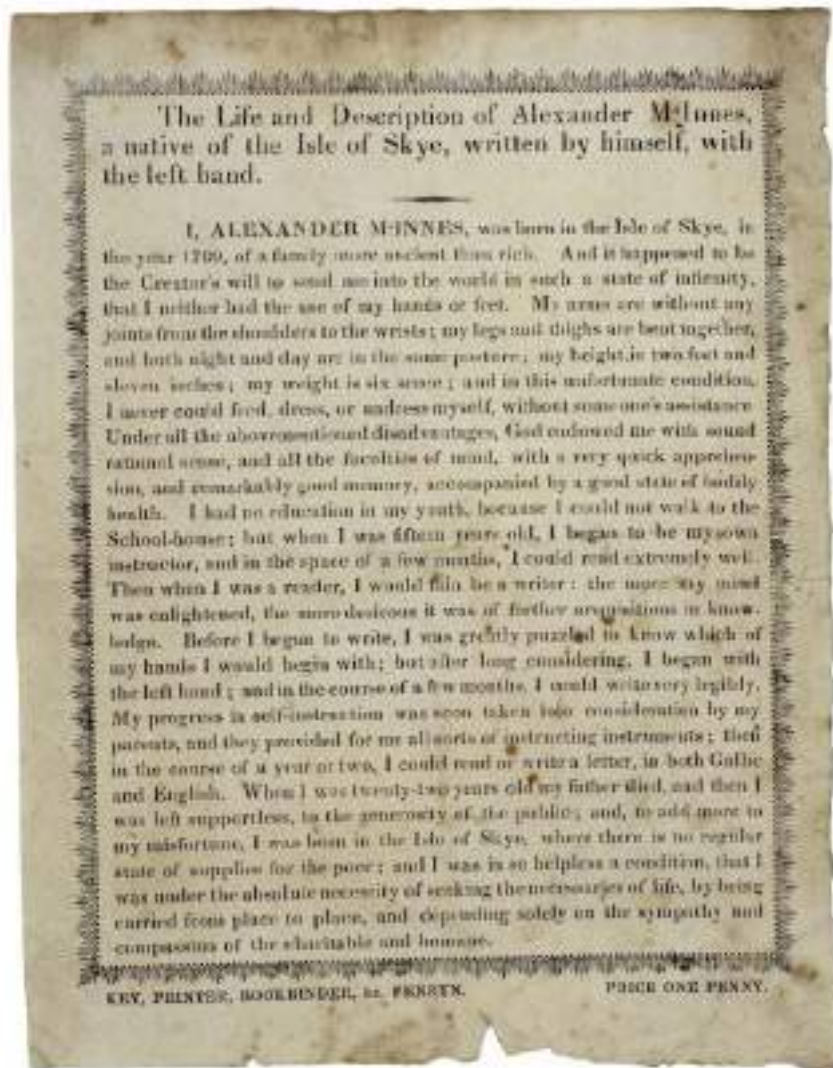 The Life and Description of Alexander McInnes,
a native of the Isle of Skye, written by himself, with
the left hand.
I, ALEXANDER McINNES, was born in the Isle of Skye, in
the year 1799, of a family more ancient than rich. And it happened to be
the Creator's will to send me into the world in such a state of infirmity,
that I neither had the use of my hands or feet. My arms are without any
joints from the shoulders to the wrists; my legs and thighs are bent together,
and both night and day are in the same posture; my height is two feet and
eleven inches; my weight is six stone; and in this unfortunate condition,
I never could feed, dress, or undress myself, without some one's assistance
Under all the abovementioned disadvantages, God endowed me with sound
rational sense, and all the faculties of mind, with a very quick apprehen-
sion, and remarkably good memory, accompanied by a good state of bodily
health. I had no education in my youth, because I could not walk to the
School-house; but when I was fifteen years old, I began to be my own
instructor, and in the space of a few months, I could read extremely well.
Then when I was a reader, I would fain be a writer: the more my mind
was enlightened, the more desirous it was of further acquisitions in know-
ledge. Before I began to write, I was greatly puzzled to know which of
my hands I would begin with; but after long considering, I began with
the left hand; and in the course of a few months, I could write very legibly.
My progress in self-instruction was soon taken into consideration by my
parents, and they provided for me all sorts of instructing instruments; then
in the course of a year or two, I could read or write a letter, in both Gaelic
and English. When I was twenty-two years old my father died, and then I
was left supportless, to the generosity of the public; and, to add more to
my misfortune, I was born in the Isle of Skye, where there is no regular
state of supplies for the poor; and I was in so helpless a condition, that I
was under the absolute necessity of seeking the necessaries of life, by being
carried from place to place, and depending solely on the sympathy and
compassion of the charitable and humane.
KEY, PRINTER, BOOKBINDER, &c. PENRYN. PRICE ONE PENNY.